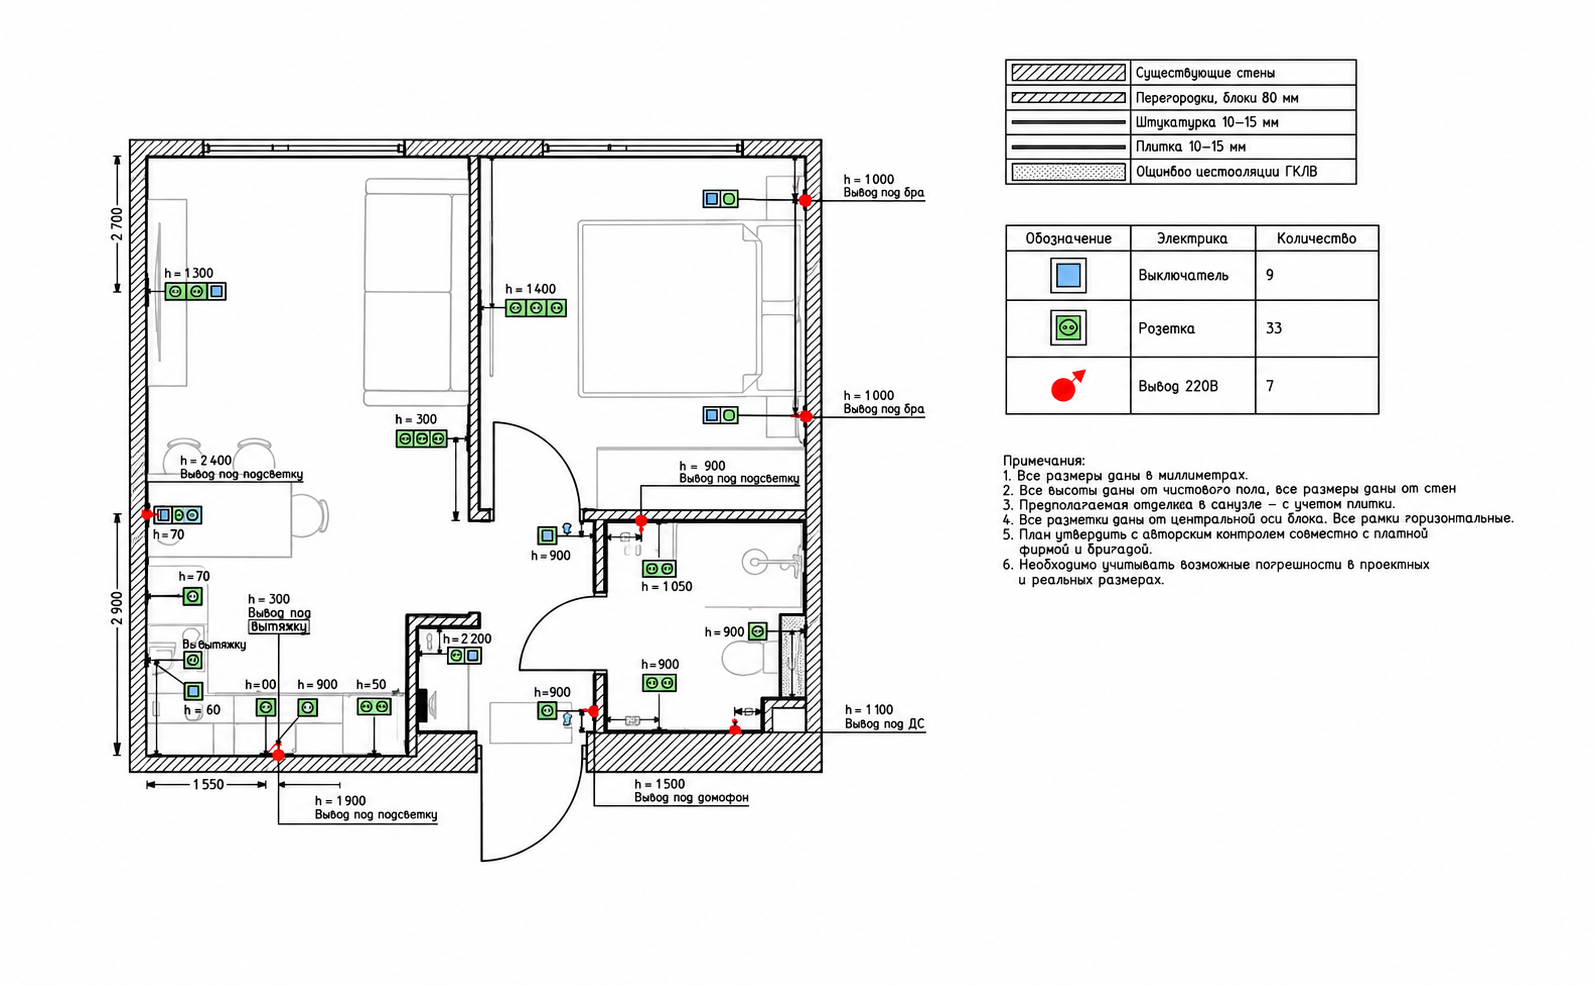 Существующие стены
Перегородки, блоки 80 мм
Штукатурка 10–15 мм
Плитка 10–15 мм
Ощинбоо цестооляции ГКЛВ
Обозначение Электрика Количество
Выключатель 9
Розетка 33
Вывод 220В 7
Примечания:
1. Все размеры даны в миллиметрах.
2. Все высоты даны от чистового пола, все размеры даны от стен
3. Предполагаемая отделка в санузле – с учетом плитки.
4. Все разметки даны от центральной оси блока. Все рамки горизонтальные.
5. План утвердить с авторским контролем совместно с платной
фирмой и бригадой.
6. Необходимо учитывать возможные погрешности в проектных
и реальных размерах.
2 700
h = 1300
h = 1400
h = 1000
Вывод под бра
h = 1000
Вывод под бра
h = 300
h = 2 400
Вывод под подсветку
h = 900
Вывод под подсветку
h = 70
h = 900
h = 1 050
h = 70
2 900
h = 300
Вывод под
вытяжку
Вы вытяжку
h = 2 200
h = 900
h = 900
h = 60
h = 00
h = 900
h = 50
h = 900
h = 1 100
Вывод под ДС
1 550
h = 1 900
Вывод под подсветку
h = 1 500
Вывод под домофон